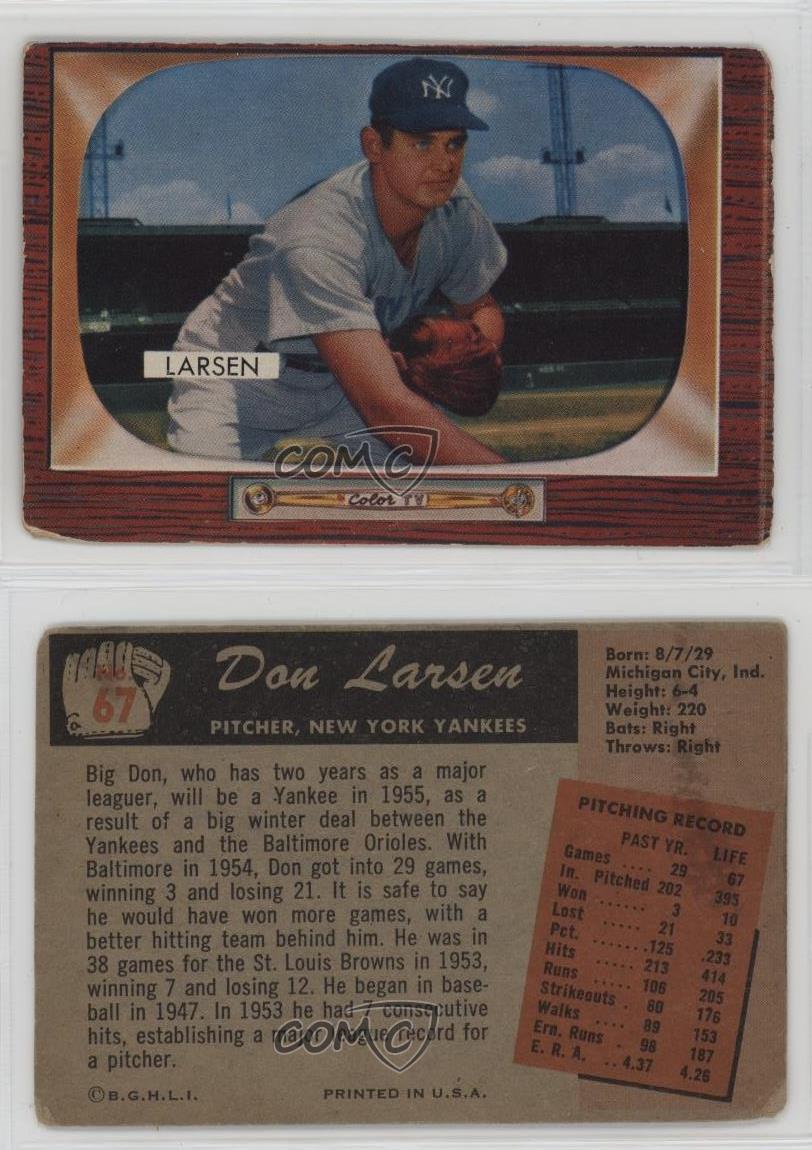 NY
LARSEN
COMC
Color TV
No.
67
Don Larsen
PITCHER, NEW YORK YANKEES
Born: 8/7/29
Michigan City, Ind.
Height: 6-4
Weight: 220
Bats: Right
Throws: Right
Big Don, who has two years as a major
leaguer, will be a Yankee in 1955, as a
result of a big winter deal between the
Yankees and the Baltimore Orioles. With
Baltimore in 1954, Don got into 29 games,
winning 3 and losing 21. It is safe to say
he would have won more games, with a
better hitting team behind him. He was in
38 games for the St. Louis Browns in 1953,
winning 7 and losing 12. He began in base-
ball in 1947. In 1953 he had 7 consecutive
hits, establishing a major league record for
a pitcher.
COMC
PITCHING RECORD
PAST YR. LIFE
Games .... 29 67
In. Pitched 202 395
Won ...... 3 10
Lost ..... 21 33
Pct. .......125 .233
Hits ..... 213 414
Runs ..... 106 205
Strikeouts . 80 176
Walks .... 89 153
Ern. Runs . 98 187
E. R. A. ..4.37 4.26
©B.G.H.L.I. PRINTED IN U.S.A.